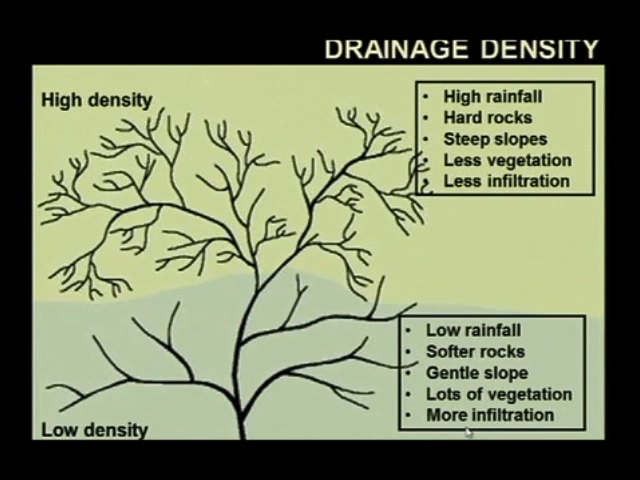 DRAINAGE DENSITY
High density
• High rainfall
• Hard rocks
• Steep slopes
• Less vegetation
• Less infiltration
• Low rainfall
• Softer rocks
• Gentle slope
• Lots of vegetation
• More infiltration
Low density